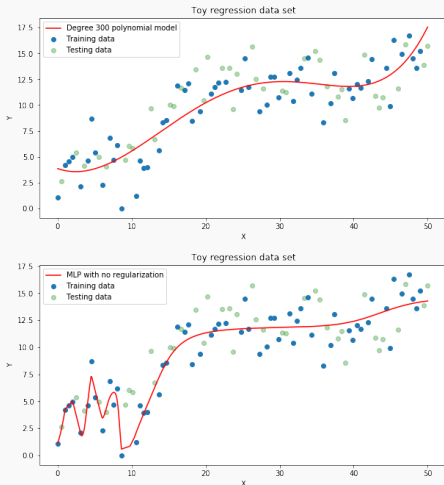 Toy regression data set
Degree 300 polynomial model
Training data
Testing data
17.5
15.0
12.5
10.0
7.5
5.0
2.5
0.0
Y
0
10
20
30
40
50
X
Toy regression data set
MLP with no regularization
Training data
Testing data
17.5
15.0
12.5
10.0
7.5
5.0
2.5
0.0
Y
0
10
20
30
40
50
X